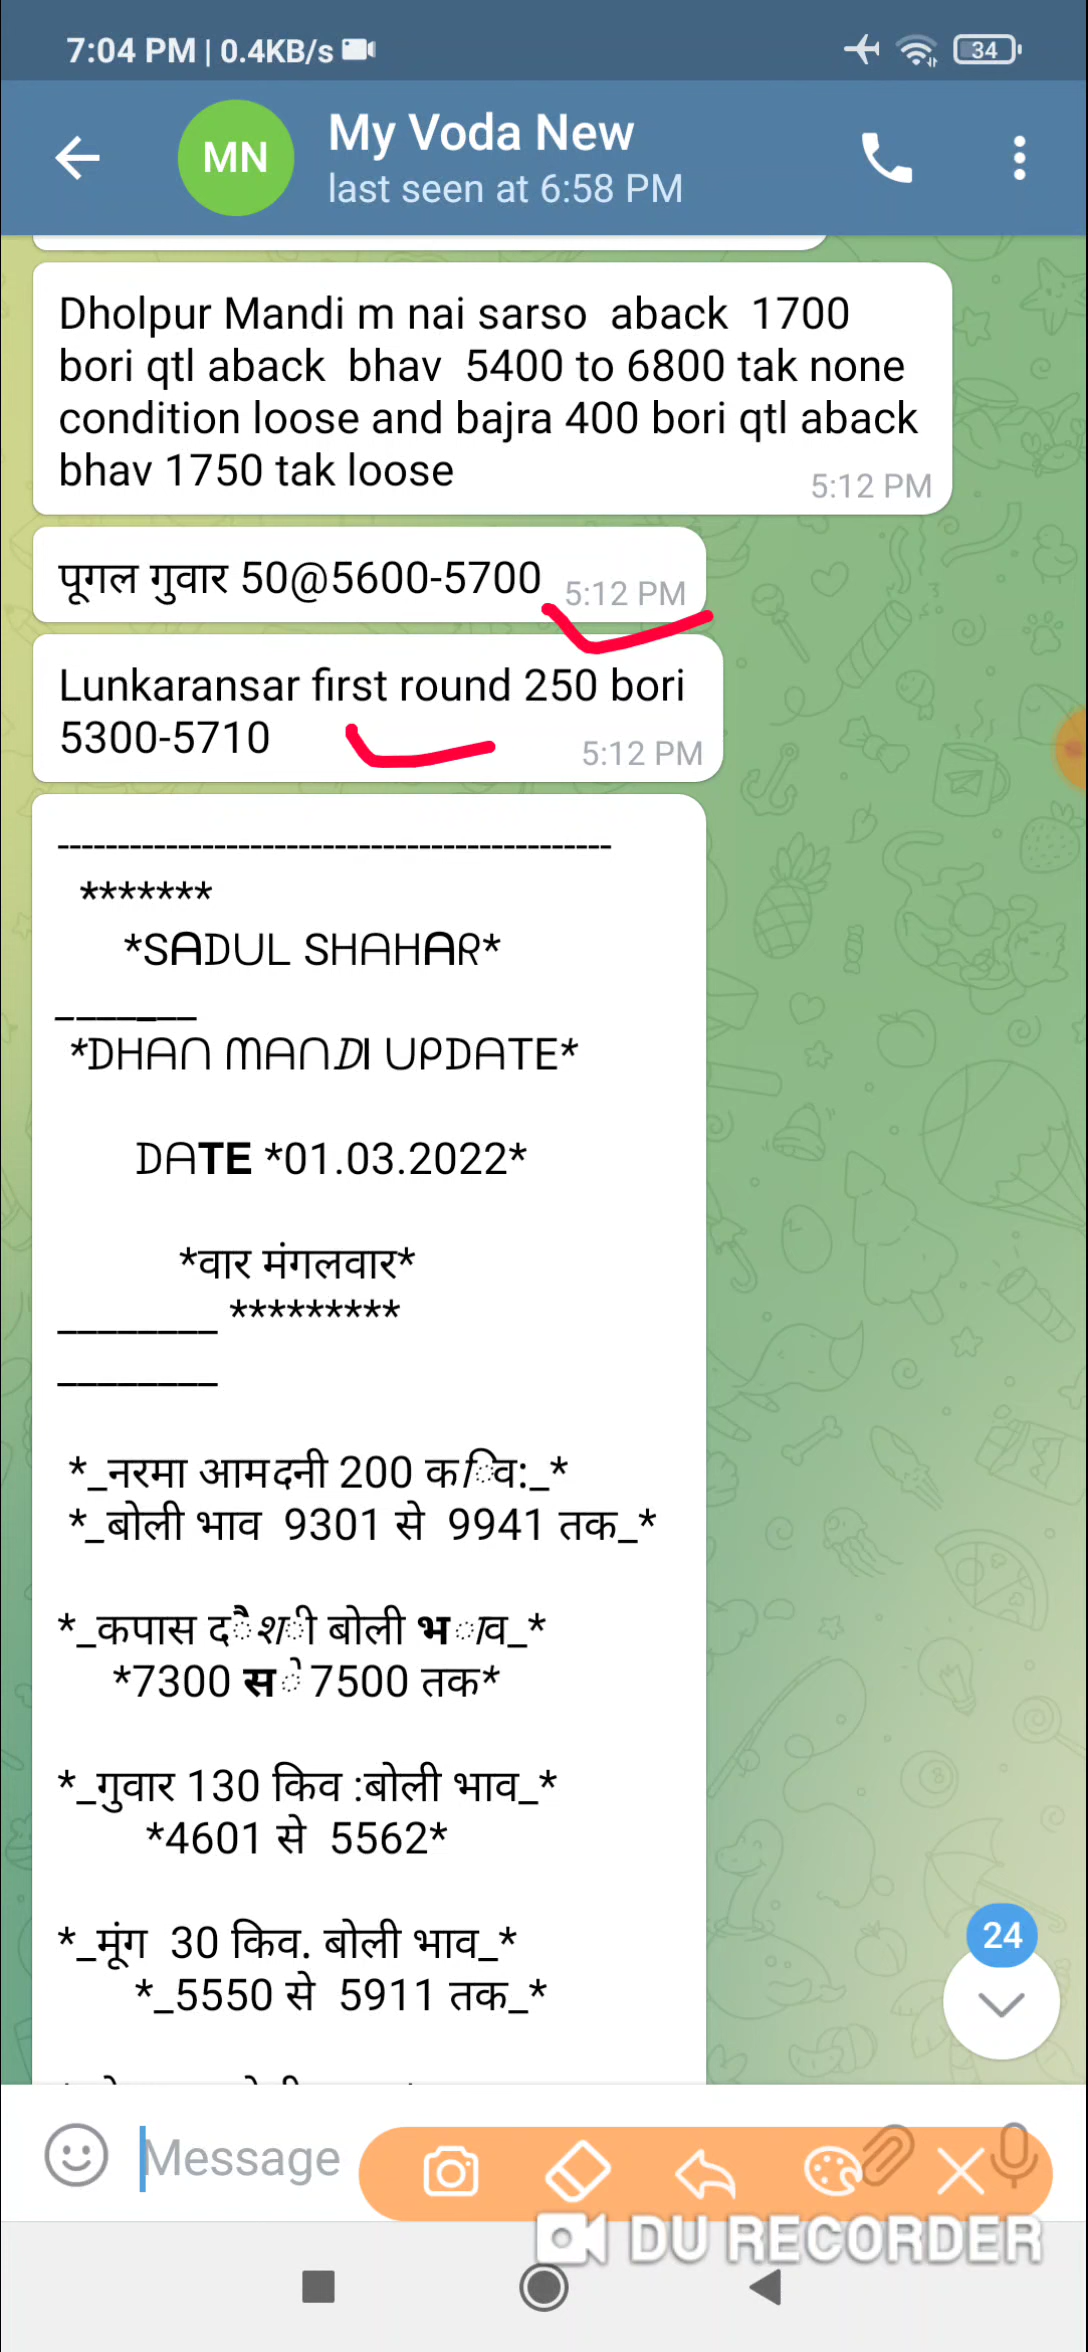 7:04 PM | 0.4KB/s
34
MN
My Voda New
last seen at 6:58 PM
Dholpur Mandi m nai sarso aback 1700
bori qtl aback bhav 5400 to 6800 tak none
condition loose and bajra 400 bori qtl aback
bhav 1750 tak loose
5:12 PM
पूगल गुवार 50@5600-5700
5:12 PM
Lunkaransar first round 250 bori
5300-5710
5:12 PM
----------------------------------------------
*******
*SADUL SHAHAR*
_______
*DHAN MANDI UPDATE*
DATE *01.03.2022*
*वार मंगलवार*
________ *********
________
*_नरमा आमदनी 200 किव:_*
*_बोली भाव 9301 से 9941 तक_*
*_कपास दैशी बोली भाव_*
*7300 से 7500 तक*
*_गुवार 130 किव :बोली भाव_*
*4601 से 5562*
*_मूंग 30 किव. बोली भाव_*
*_5550 से 5911 तक_*
24
Message
DU RECORDER